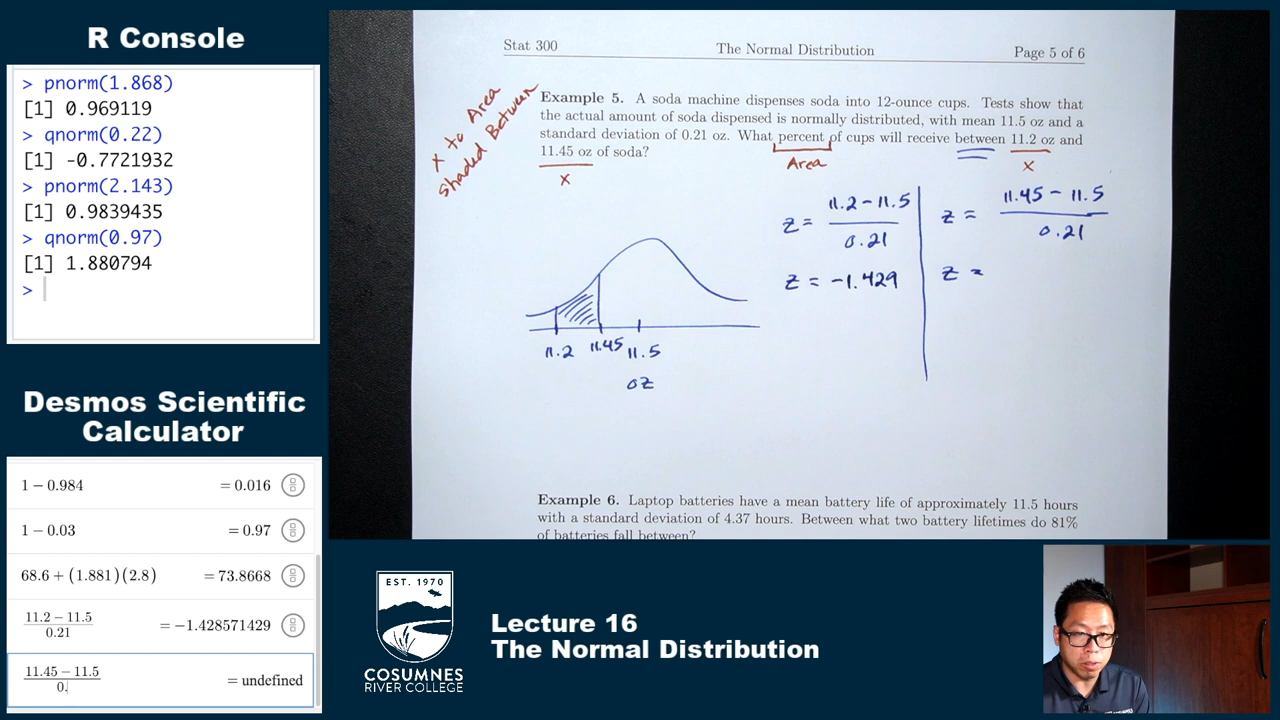 R Console
> pnorm(1.868)
[1] 0.969119
> qnorm(0.22)
[1] -0.7721932
> pnorm(2.143)
[1] 0.9839435
> qnorm(0.97)
[1] 1.880794
>
Desmos Scientific
Calculator
1 − 0.984 = 0.016
1 − 0.03 = 0.97
68.6 + (1.881)(2.8) = 73.8668
11.2 − 11.5
0.21
= −1.428571429
11.45 − 11.5
0.
= undefined
Stat 300 The Normal Distribution Page 5 of 6
x to Area
shaded Between
Example 5. A soda machine dispenses soda into 12-ounce cups. Tests show that
the actual amount of soda dispensed is normally distributed, with mean 11.5 oz and a
standard deviation of 0.21 oz. What percent of cups will receive between 11.2 oz and
11.45 oz of soda?
x Area x
z = 11.2 − 11.5
0.21
z = −1.429
z = 11.45 − 11.5
0.21
z =
11.2 11.45 11.5
oz
Example 6. Laptop batteries have a mean battery life of approximately 11.5 hours
with a standard deviation of 4.37 hours. Between what two battery lifetimes do 81%
of batteries fall between?
EST. 1970
COSUMNES
RIVER COLLEGE
Lecture 16
The Normal Distribution